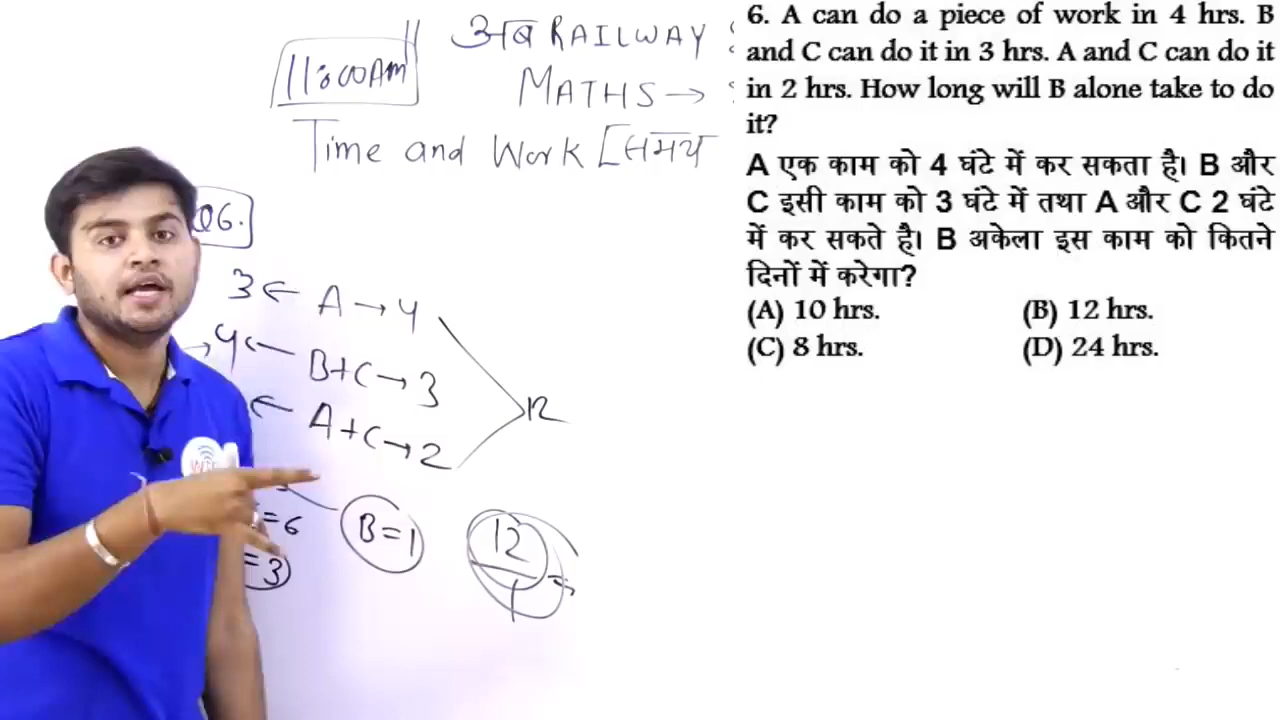 11:00Am
अब RAILWAY
MATHS →
Time and Work [समय
Q6.
3 ← A → 4
→ 4 ← B+C → 3
← A+C → 2
12
=6
=3
B=1
12
1
=
6. A can do a piece of work in 4 hrs. B
and C can do it in 3 hrs. A and C can do it
in 2 hrs. How long will B alone take to do
it?
A एक काम को 4 घंटे में कर सकता है। B और
C इसी काम को 3 घंटे में तथा A और C 2 घंटे
में कर सकते है। B अकेला इस काम को कितने
दिनों में करेगा?
(A) 10 hrs. (B) 12 hrs.
(C) 8 hrs. (D) 24 hrs.